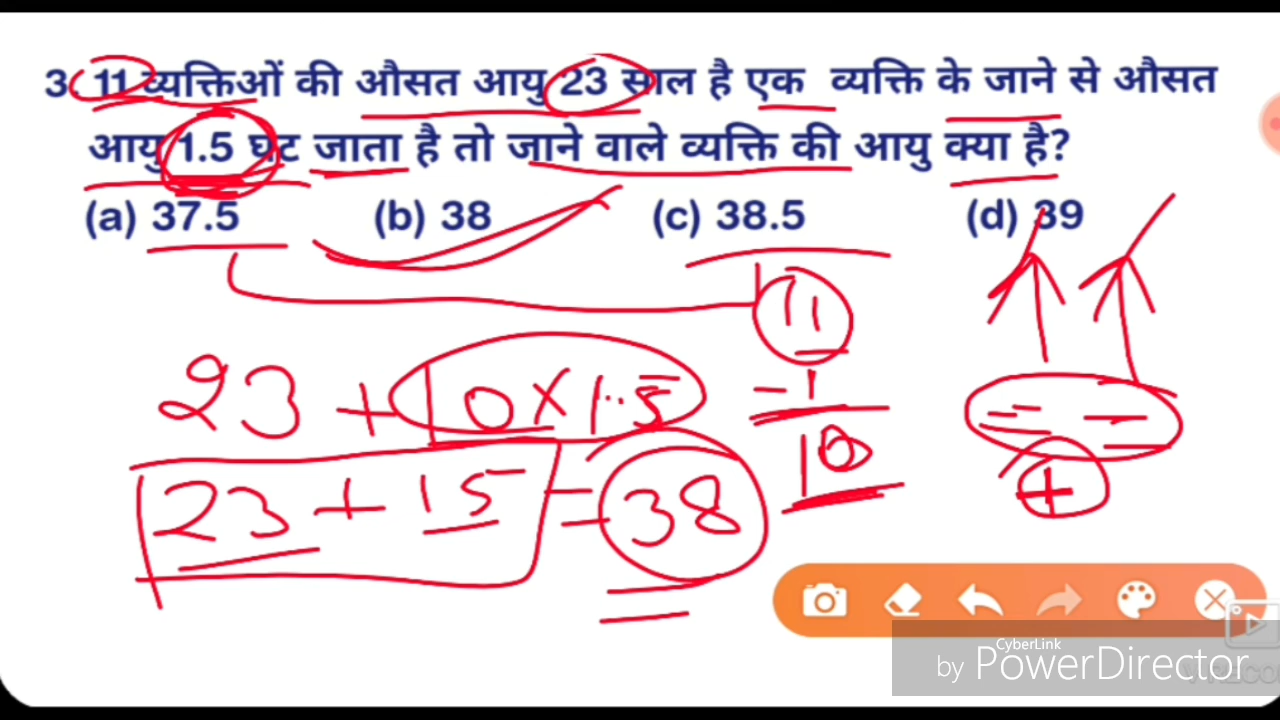 3. 11 व्यक्तिओं की औसत आयु 23 साल है एक व्यक्ति के जाने से औसत
आयु 1.5 घट जाता है तो जाने वाले व्यक्ति की आयु क्या है?
(a) 37.5 (b) 38 (c) 38.5 (d) 39
11
23 + 10 × 1.5 - 1
10
23 + 15 = 38
- -
+
CyberLink
by PowerDirector